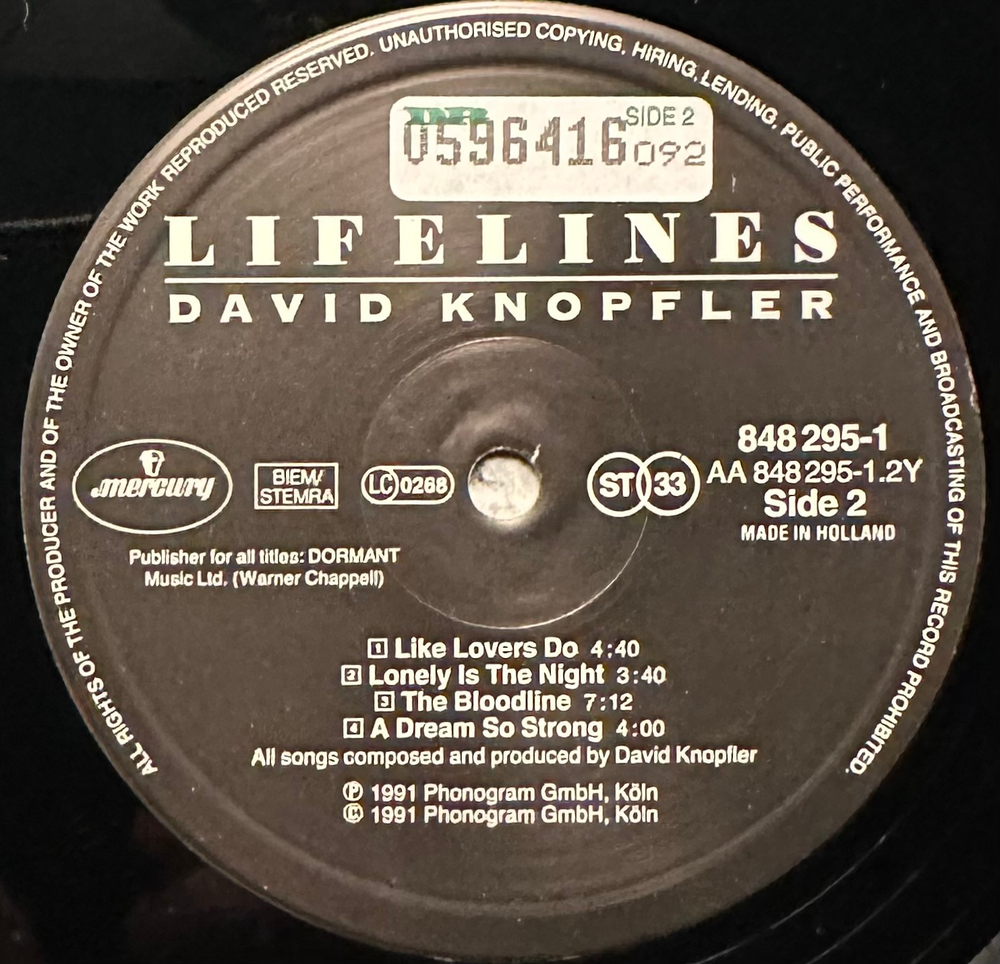 ALL RIGHTS OF THE PRODUCER AND OF THE OWNER OF THE WORK REPRODUCED RESERVED. UNAUTHORISED COPYING, HIRING, LENDING, PUBLIC PERFORMANCE AND BROADCASTING OF THIS RECORD PROHIBITED.
DR
SIDE 2
0596416092
LIFELINES
DAVID KNOPFLER
mercury
BIEM/
STEMRA
LC 0268
ST 33
848 295-1
AA 848 295-1.2Y
Side 2
MADE IN HOLLAND
Publisher for all titles: DORMANT
Music Ltd. (Warner Chappell)
1 Like Lovers Do 4:40
2 Lonely Is The Night 3:40
3 The Bloodline 7:12
4 A Dream So Strong 4:00
All songs composed and produced by David Knopfler
℗ 1991 Phonogram GmbH, Köln
© 1991 Phonogram GmbH, Köln